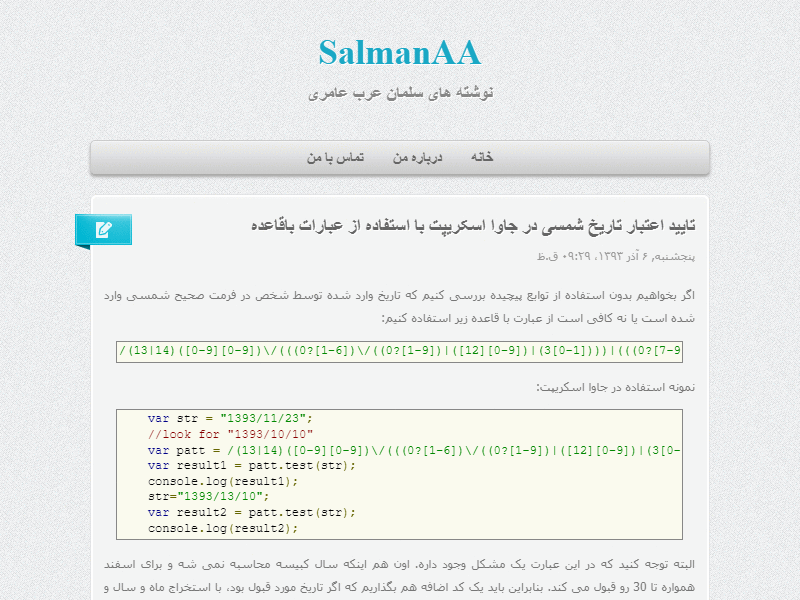 SalmanAA
نوشته های سلمان عرب عامری
خانه درباره من تماس با من
تایید اعتبار تاریخ شمسی در جاوا اسکریپت با استفاده از عبارات باقاعده
پنجشنبه, ۶ آذر ۱۳۹۳، ۰۹:۲۹ ق.ظ
اگر بخواهیم بدون استفاده از توابع پیچیده بررسی کنیم که تاریخ وارد شده توسط شخص در فرمت صحیح شمسی وارد
شده است یا نه کافی است از عبارت با قاعده زیر استفاده کنیم:
/(13|14)([0-9][0-9])\/(((0?[1-6])\/((0?[1-9])|([12][0-9])|(3[0-1])))|(((0?[7-9
نمونه استفاده در جاوا اسکریپت:
var str = "1393/11/23";
//look for "1393/10/10"
var patt = /(13|14)([0-9][0-9])\/(((0?[1-6])\/((0?[1-9])|([12][0-9])|(3[0-
var result1 = patt.test(str);
console.log(result1);
str="1393/13/10";
var result2 = patt.test(str);
console.log(result2);
البته توجه کنید که در این عبارت یک مشکل وجود داره. اون هم اینکه سال کبیسه محاسبه نمی شه و برای اسفند
همواره تا 30 رو قبول می کند. بنابراین باید یک کد اضافه هم بگذاریم که اگر تاریخ مورد قبول بود، با استخراج ماه و سال و